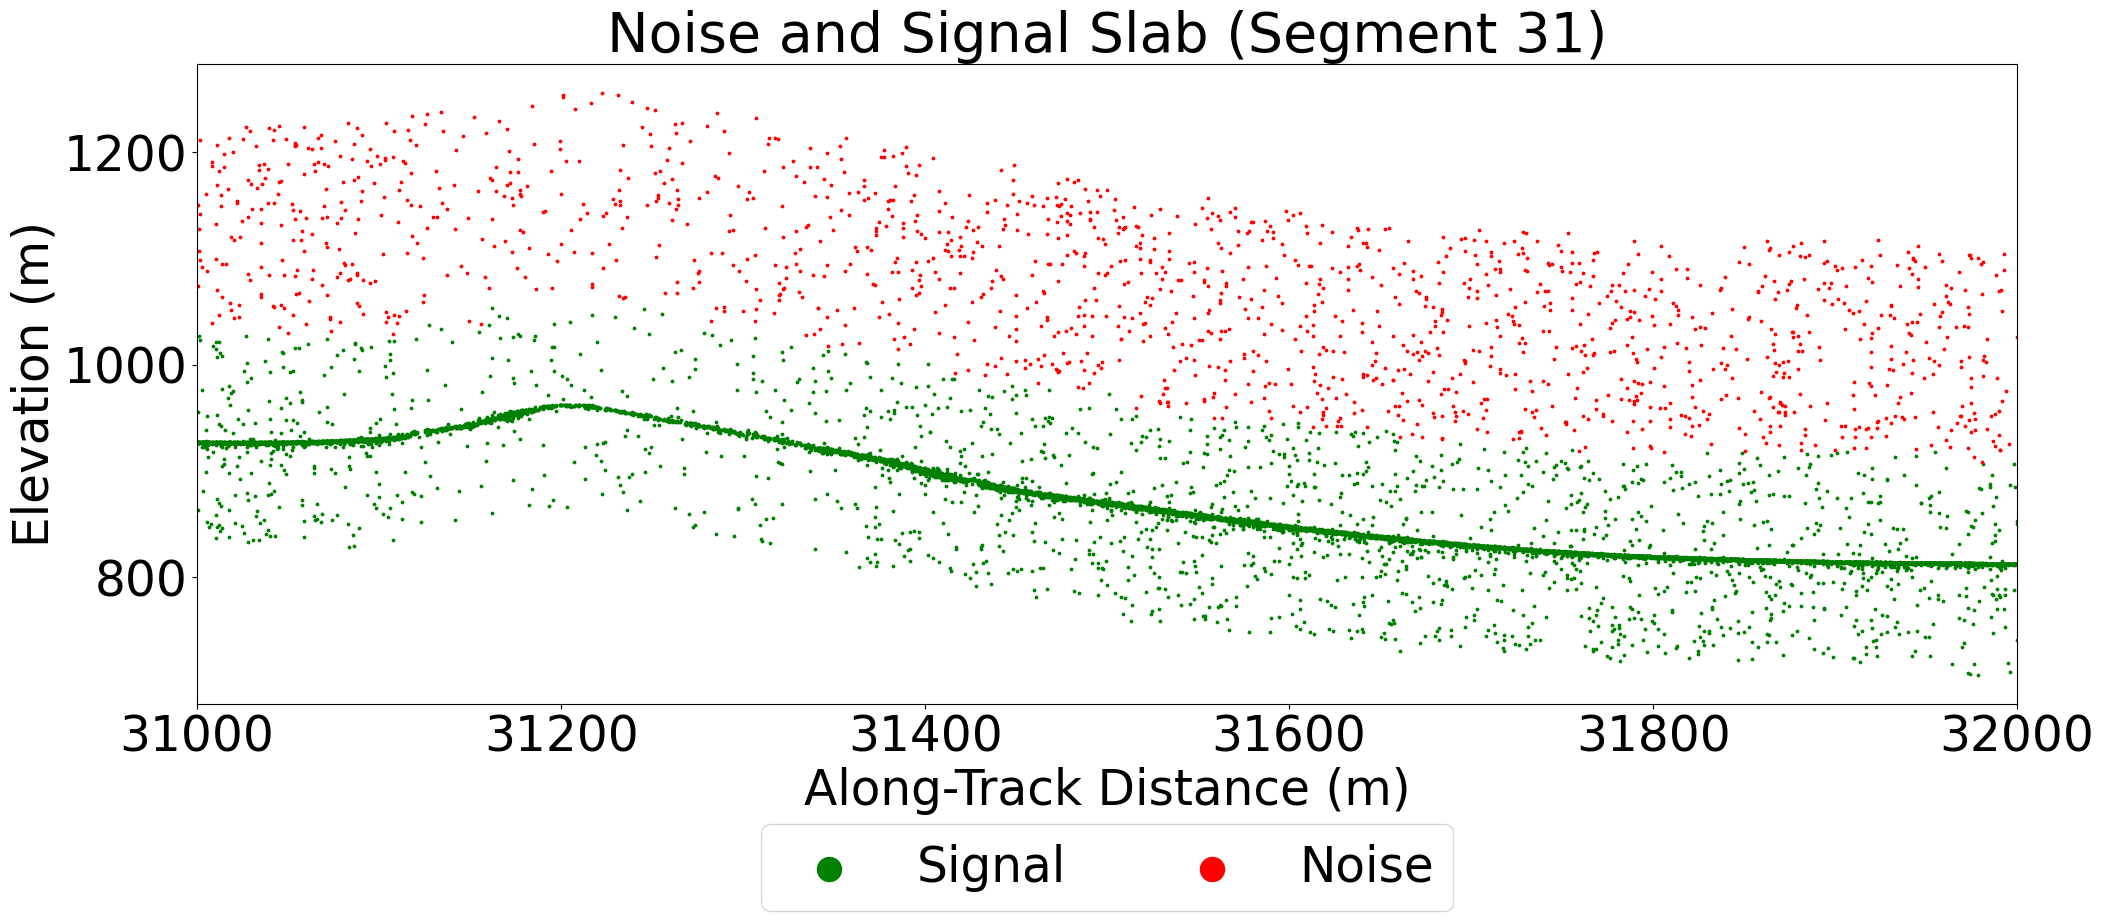 Noise and Signal Slab (Segment 31)
Elevation (m)
1200
1000
800
31000 31200 31400 31600 31800 32000
Along-Track Distance (m)
Signal Noise